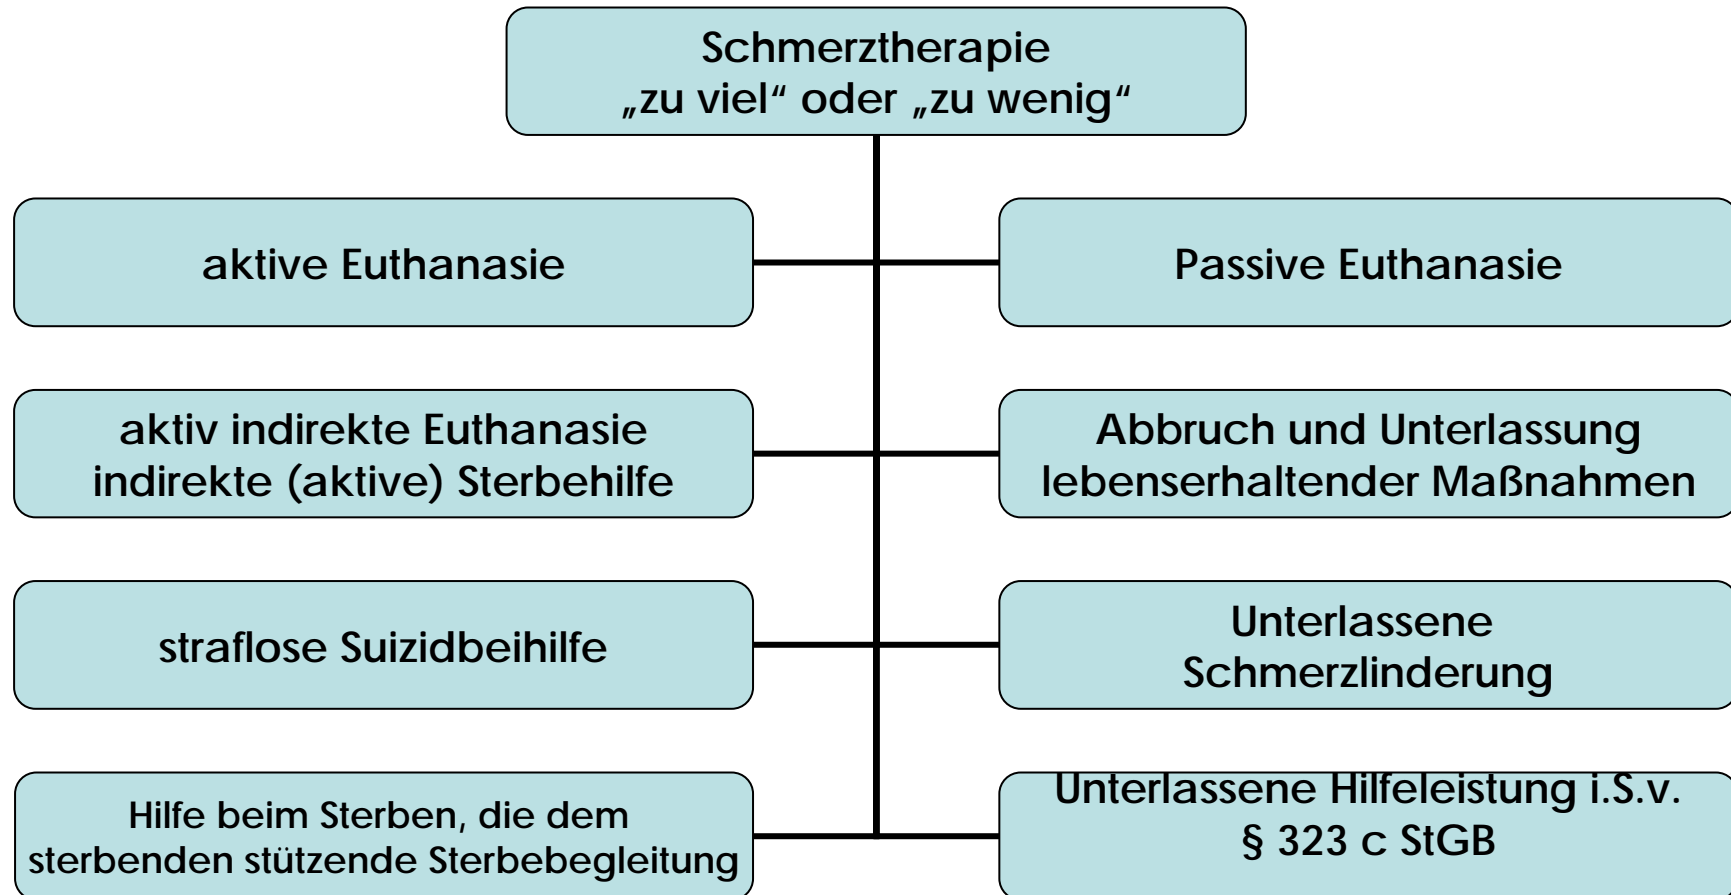 Schmerztherapie
„zu viel“ oder „zu wenig“
aktive Euthanasie
Passive Euthanasie
aktiv indirekte Euthanasie
indirekte (aktive) Sterbehilfe
Abbruch und Unterlassung
lebenserhaltender Maßnahmen
straflose Suizidbeihilfe
Unterlassene
Schmerzlinderung
Hilfe beim Sterben, die dem
sterbenden stützende Sterbebegleitung
Unterlassene Hilfeleistung i.S.v.
§ 323 c StGB